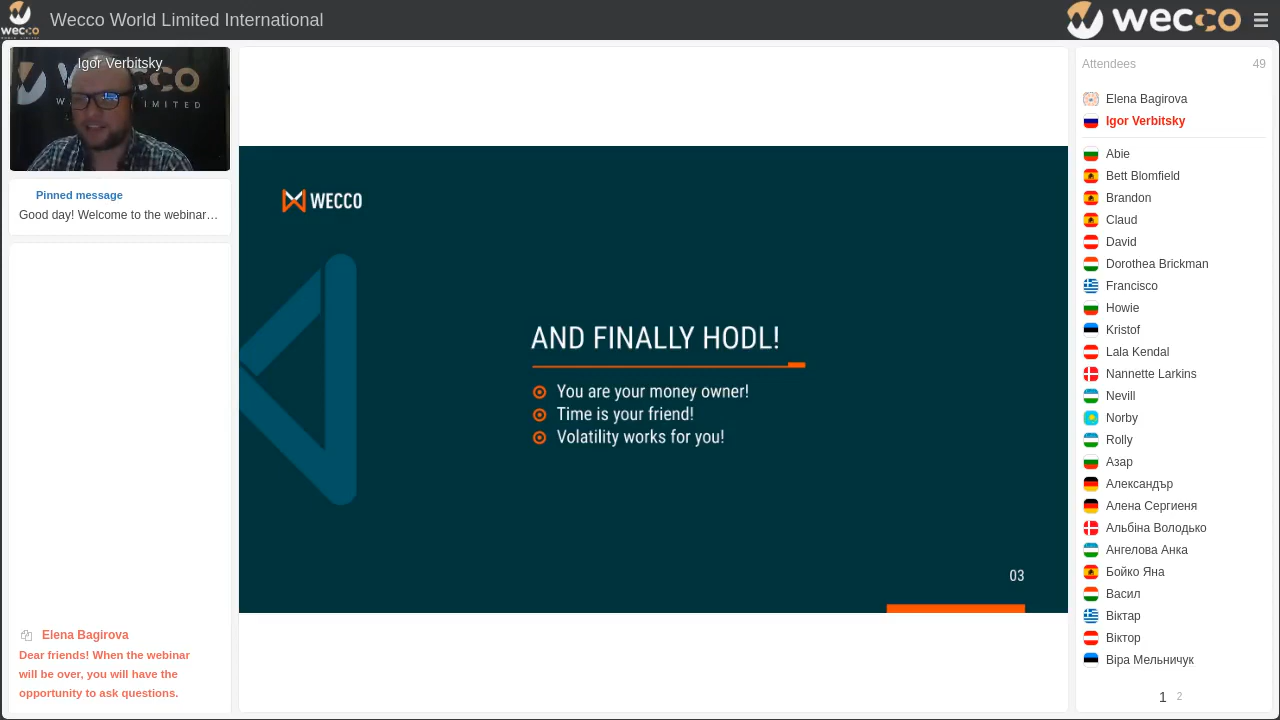 wecco
Wecco World Limited International
wecco
Igor Verbitsky
Pinned message
Good day! Welcome to the webinar…
Elena Bagirova
Dear friends! When the webinar
will be over, you will have the
opportunity to ask questions.
WECCO
AND FINALLY HODL!
You are your money owner!
Time is your friend!
Volatility works for you!
03
Attendees 49
Elena Bagirova
Igor Verbitsky
Abie
Bett Blomfield
Brandon
Claud
David
Dorothea Brickman
Francisco
Howie
Kristof
Lala Kendal
Nannette Larkins
Nevill
Norby
Rolly
Азар
Александър
Алена Сергиеня
Альбіна Володько
Ангелова Анка
Бойко Яна
Васил
Віктар
Віктор
Віра Мельничук
1 2